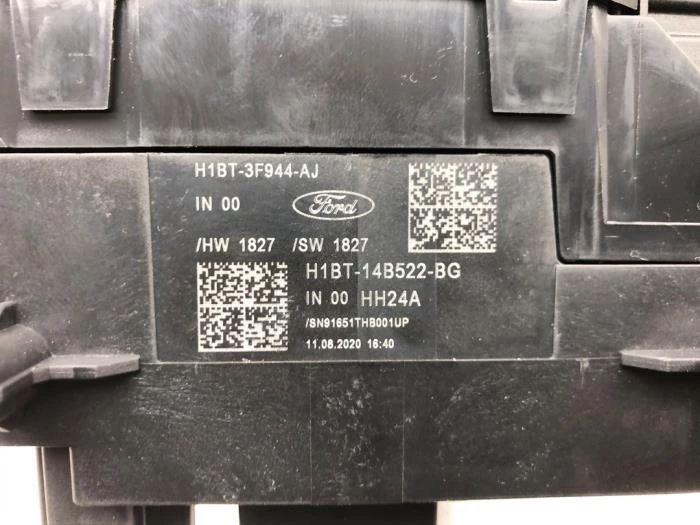 H1BT-3F944-AJ
IN 00
Ford
/HW 1827 /SW 1827
H1BT-14B522-BG
IN 00 HH24A
/SN91651THB001UP
11.08.2020 16:40